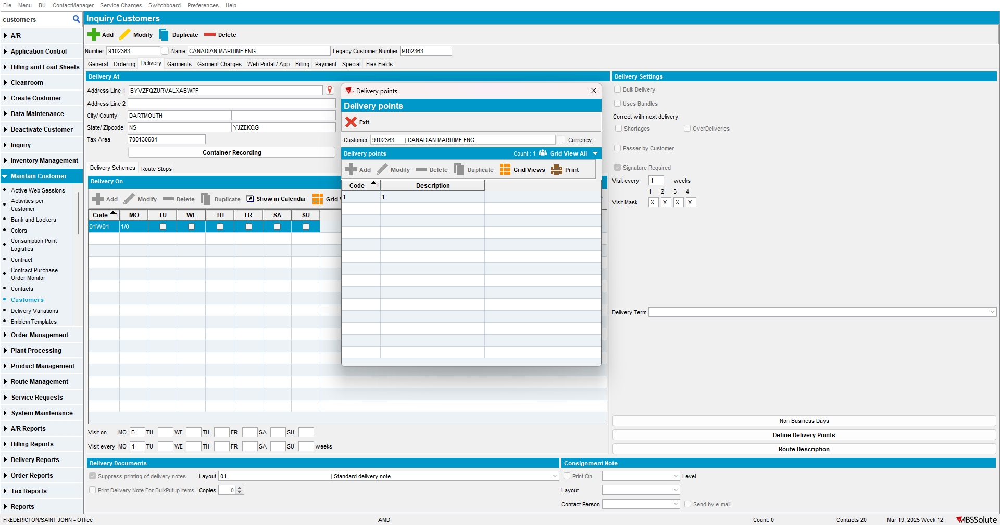 File Menu BU ContactManager Service Charges Switchboard Preferences Help
customers
A/R
Application Control
Billing and Load Sheets
Cleanroom
Create Customer
Data Maintenance
Deactivate Customer
Inquiry
Inventory Management
Maintain Customer
Active Web Sessions
Activities per
Customer
Bank and Lockers
Colors
Consumption Point
Logistics
Contract
Contract Purchase
Order Monitor
Contacts
Customers
Delivery Variations
Emblem Templates
Order Management
Plant Processing
Product Management
Route Management
Service Requests
System Maintenance
A/R Reports
Billing Reports
Delivery Reports
Order Reports
Tax Reports
Reports
Inquiry Customers
Add Modify Duplicate Delete
Number 9102363 ... Name CANADIAN MARITIME ENG. Legacy Customer Number 9102363
General Ordering Delivery Garments Garment Charges Web Portal / App Billing Payment Special Flex Fields
Delivery At
Address Line 1 BYVZFQZURVALXABWPF
Address Line 2
City/ County DARTMOUTH
State/ Zipcode NS YJZEKQG
Tax Area 700130604
Container Recording
Delivery Schemes Route Stops
Delivery On
Add Modify Delete Duplicate 16 Show in Calendar Grid V
Code 1 MO TU WE TH FR SA SU
01W01 1/0
Visit on MO B TU WE TH FR SA SU
Visit every MO 1 TU WE TH FR SA SU weeks
Delivery points
Delivery points
Exit
Customer 9102363 | CANADIAN MARITIME ENG. ... Currency:
Delivery points Count : 1 Grid View All
Add Modify Delete Duplicate Grid Views Print
Code 1 Description
1 1
Delivery Settings
Bulk Delivery
Uses Bundles
Correct with next delivery:
Shortages OverDeliveries
Passer by Customer
Signature Required
Visit every 1 weeks
1 2 3 4
Visit Mask X X X X
Delivery Term
Non Business Days
Define Delivery Points
Route Description
Delivery Documents
Suppress printing of delivery notes Layout 01 | Standard delivery note
Print Delivery Note For BulkPutup Items Copies 0
Consignment Note
Print On Level
Layout
Contact Person Send by e-mail
FREDERICTON/SAINT JOHN - Office AMD Count: 0 Contacts 20 Mar 19, 2025 Week 12 ABSSolute